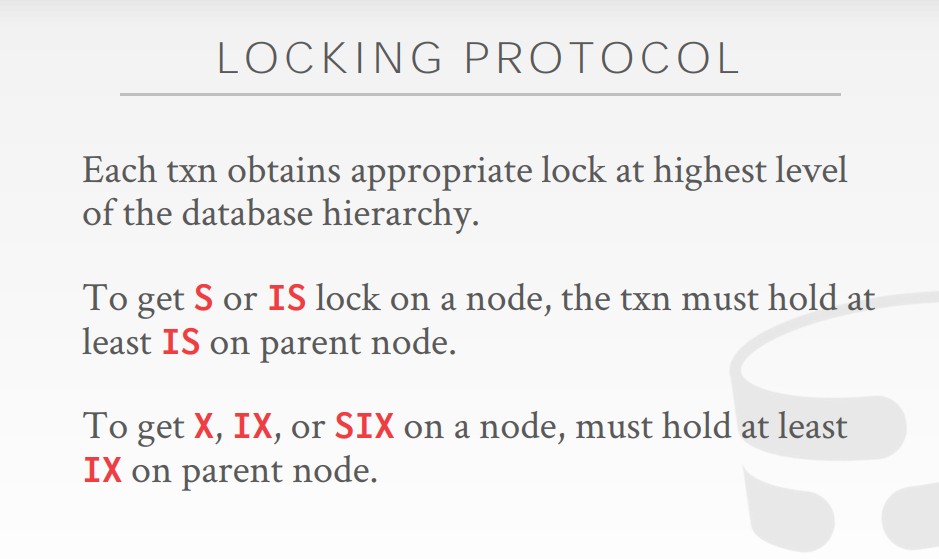 LOCKING PROTOCOL
Each txn obtains appropriate lock at highest level
of the database hierarchy.
To get S or IS lock on a node, the txn must hold at
least IS on parent node.
To get X, IX, or SIX on a node, must hold at least
IX on parent node.